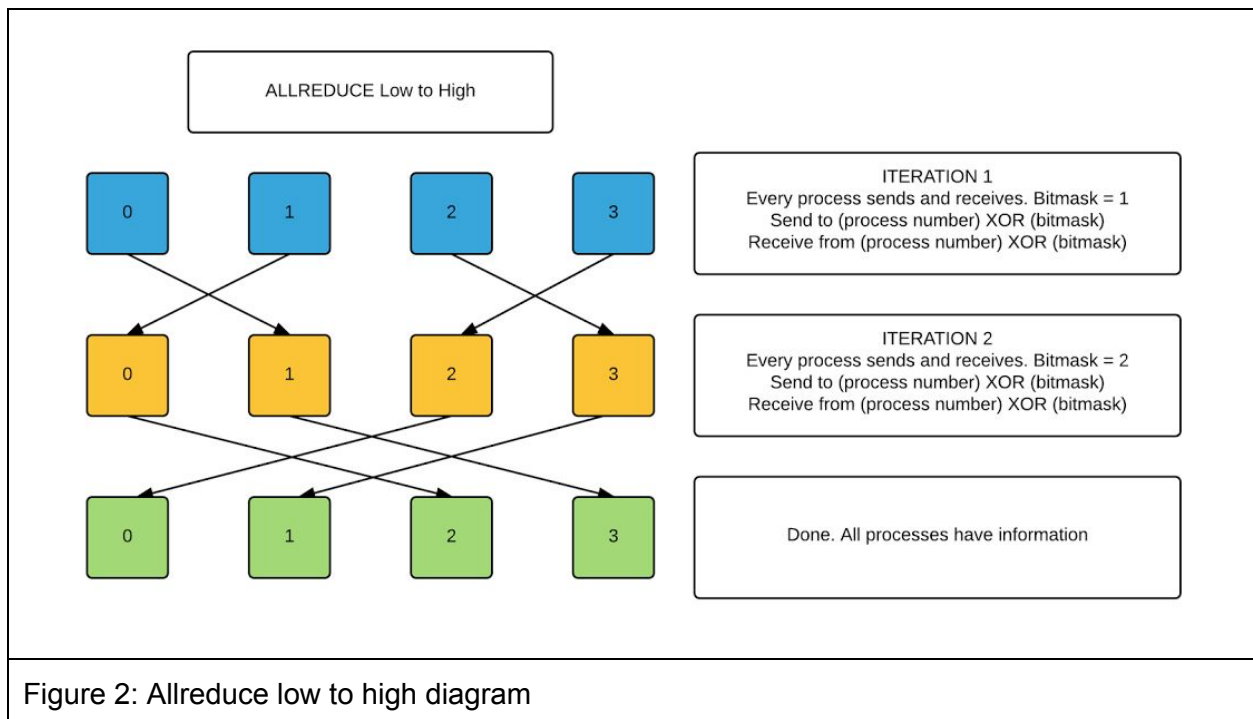 ALLREDUCE Low to High
0 1 2 3
ITERATION 1
Every process sends and receives. Bitmask = 1
Send to (process number) XOR (bitmask)
Receive from (process number) XOR (bitmask)
0 1 2 3
ITERATION 2
Every process sends and receives. Bitmask = 2
Send to (process number) XOR (bitmask)
Receive from (process number) XOR (bitmask)
0 1 2 3
Done. All processes have information
Figure 2: Allreduce low to high diagram